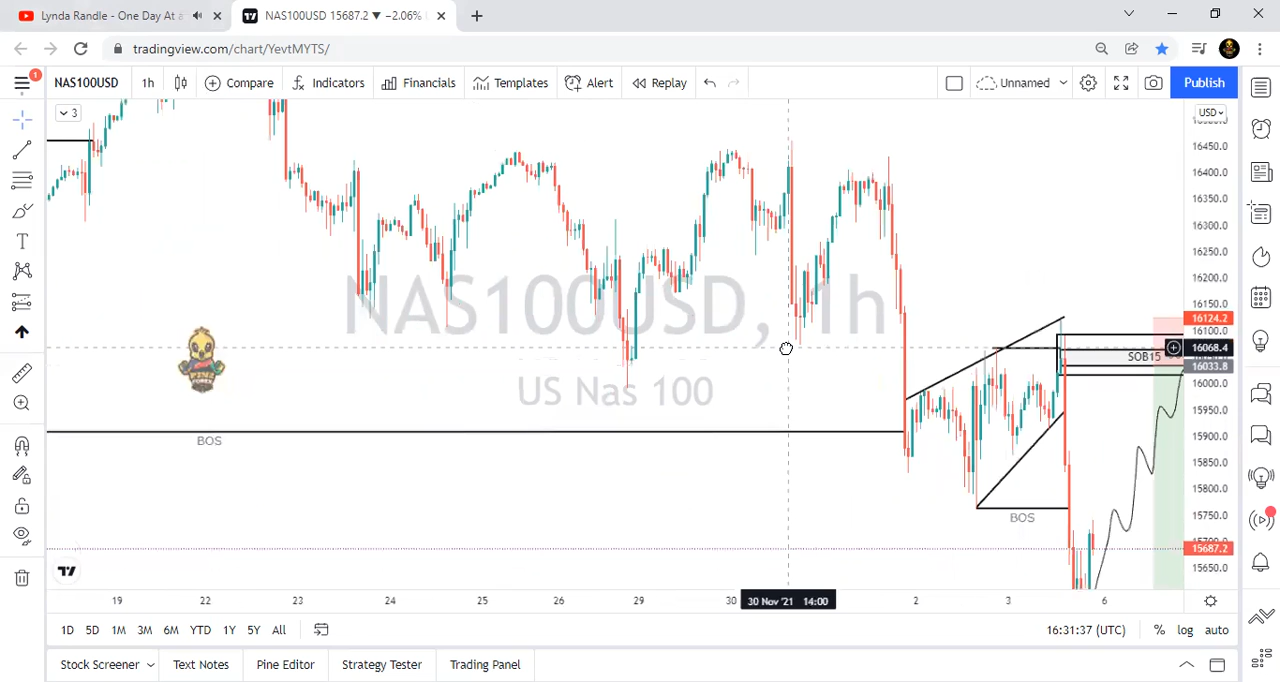 Lynda Randle - One Day At a
NAS100USD 15687.2 ▼ −2.06%
tradingview.com/chart/YevtMYTS/
1
NAS100USD 1h Compare Indicators Financials Templates Alert Replay Unnamed Publish
3
USD
16450.0
16400.0
16350.0
16300.0
16250.0
16200.0
16150.0
16124.2
16100.0
16068.4
16033.8
16000.0
15950.0
15900.0
15850.0
15800.0
15750.0
15687.2
15650.0
NAS100USD, 1h
US Nas 100
SOB15
BOS
BOS
19 22 23 24 25 26 29 30 30 Nov '21 14:00 2 3 6
1D 5D 1M 3M 6M YTD 1Y 5Y All 16:31:37 (UTC) % log auto
Stock Screener Text Notes Pine Editor Strategy Tester Trading Panel